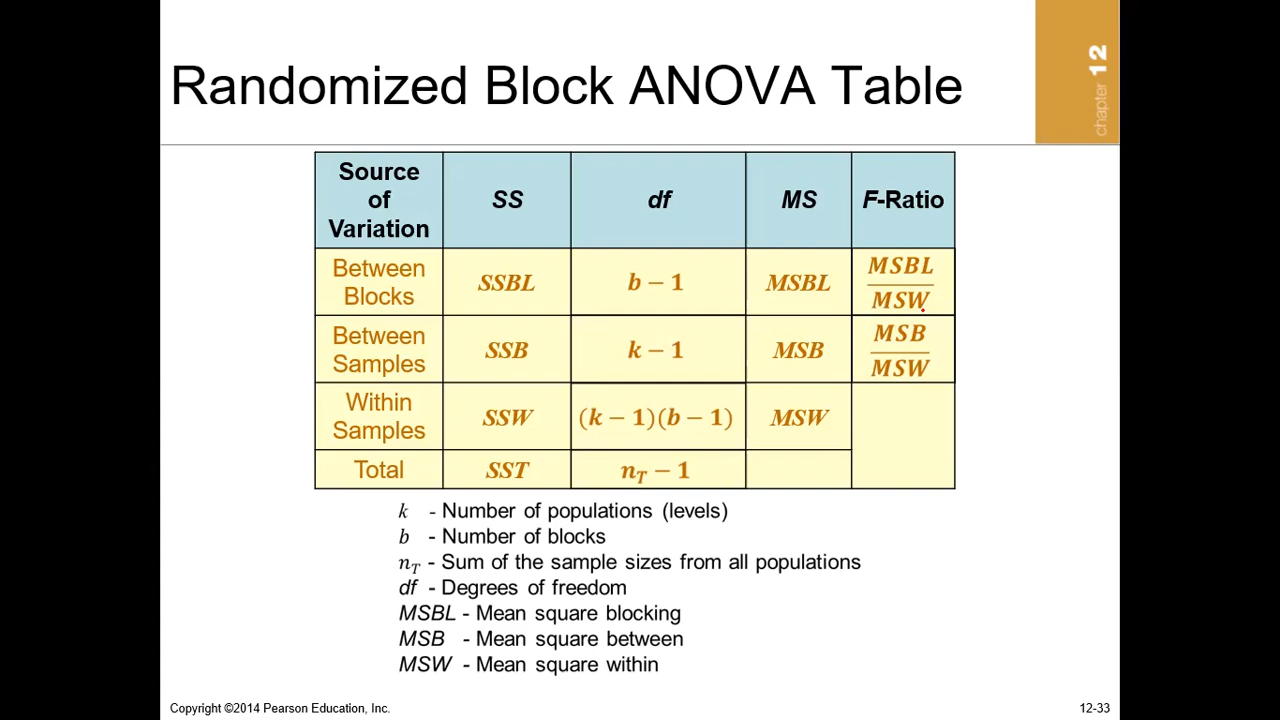 Randomized Block ANOVA Table
chapter 12
Source
of
Variation
SS
df
MS
F-Ratio
Between
Blocks
SSBL
b − 1
MSBL
MSBL
MSW
Between
Samples
SSB
k − 1
MSB
MSB
MSW
Within
Samples
SSW
(k − 1)(b − 1)
MSW
Total
SST
n_T − 1
k - Number of populations (levels)
b - Number of blocks
n_T - Sum of the sample sizes from all populations
df - Degrees of freedom
MSBL - Mean square blocking
MSB - Mean square between
MSW - Mean square within
Copyright ©2014 Pearson Education, Inc.
12-33